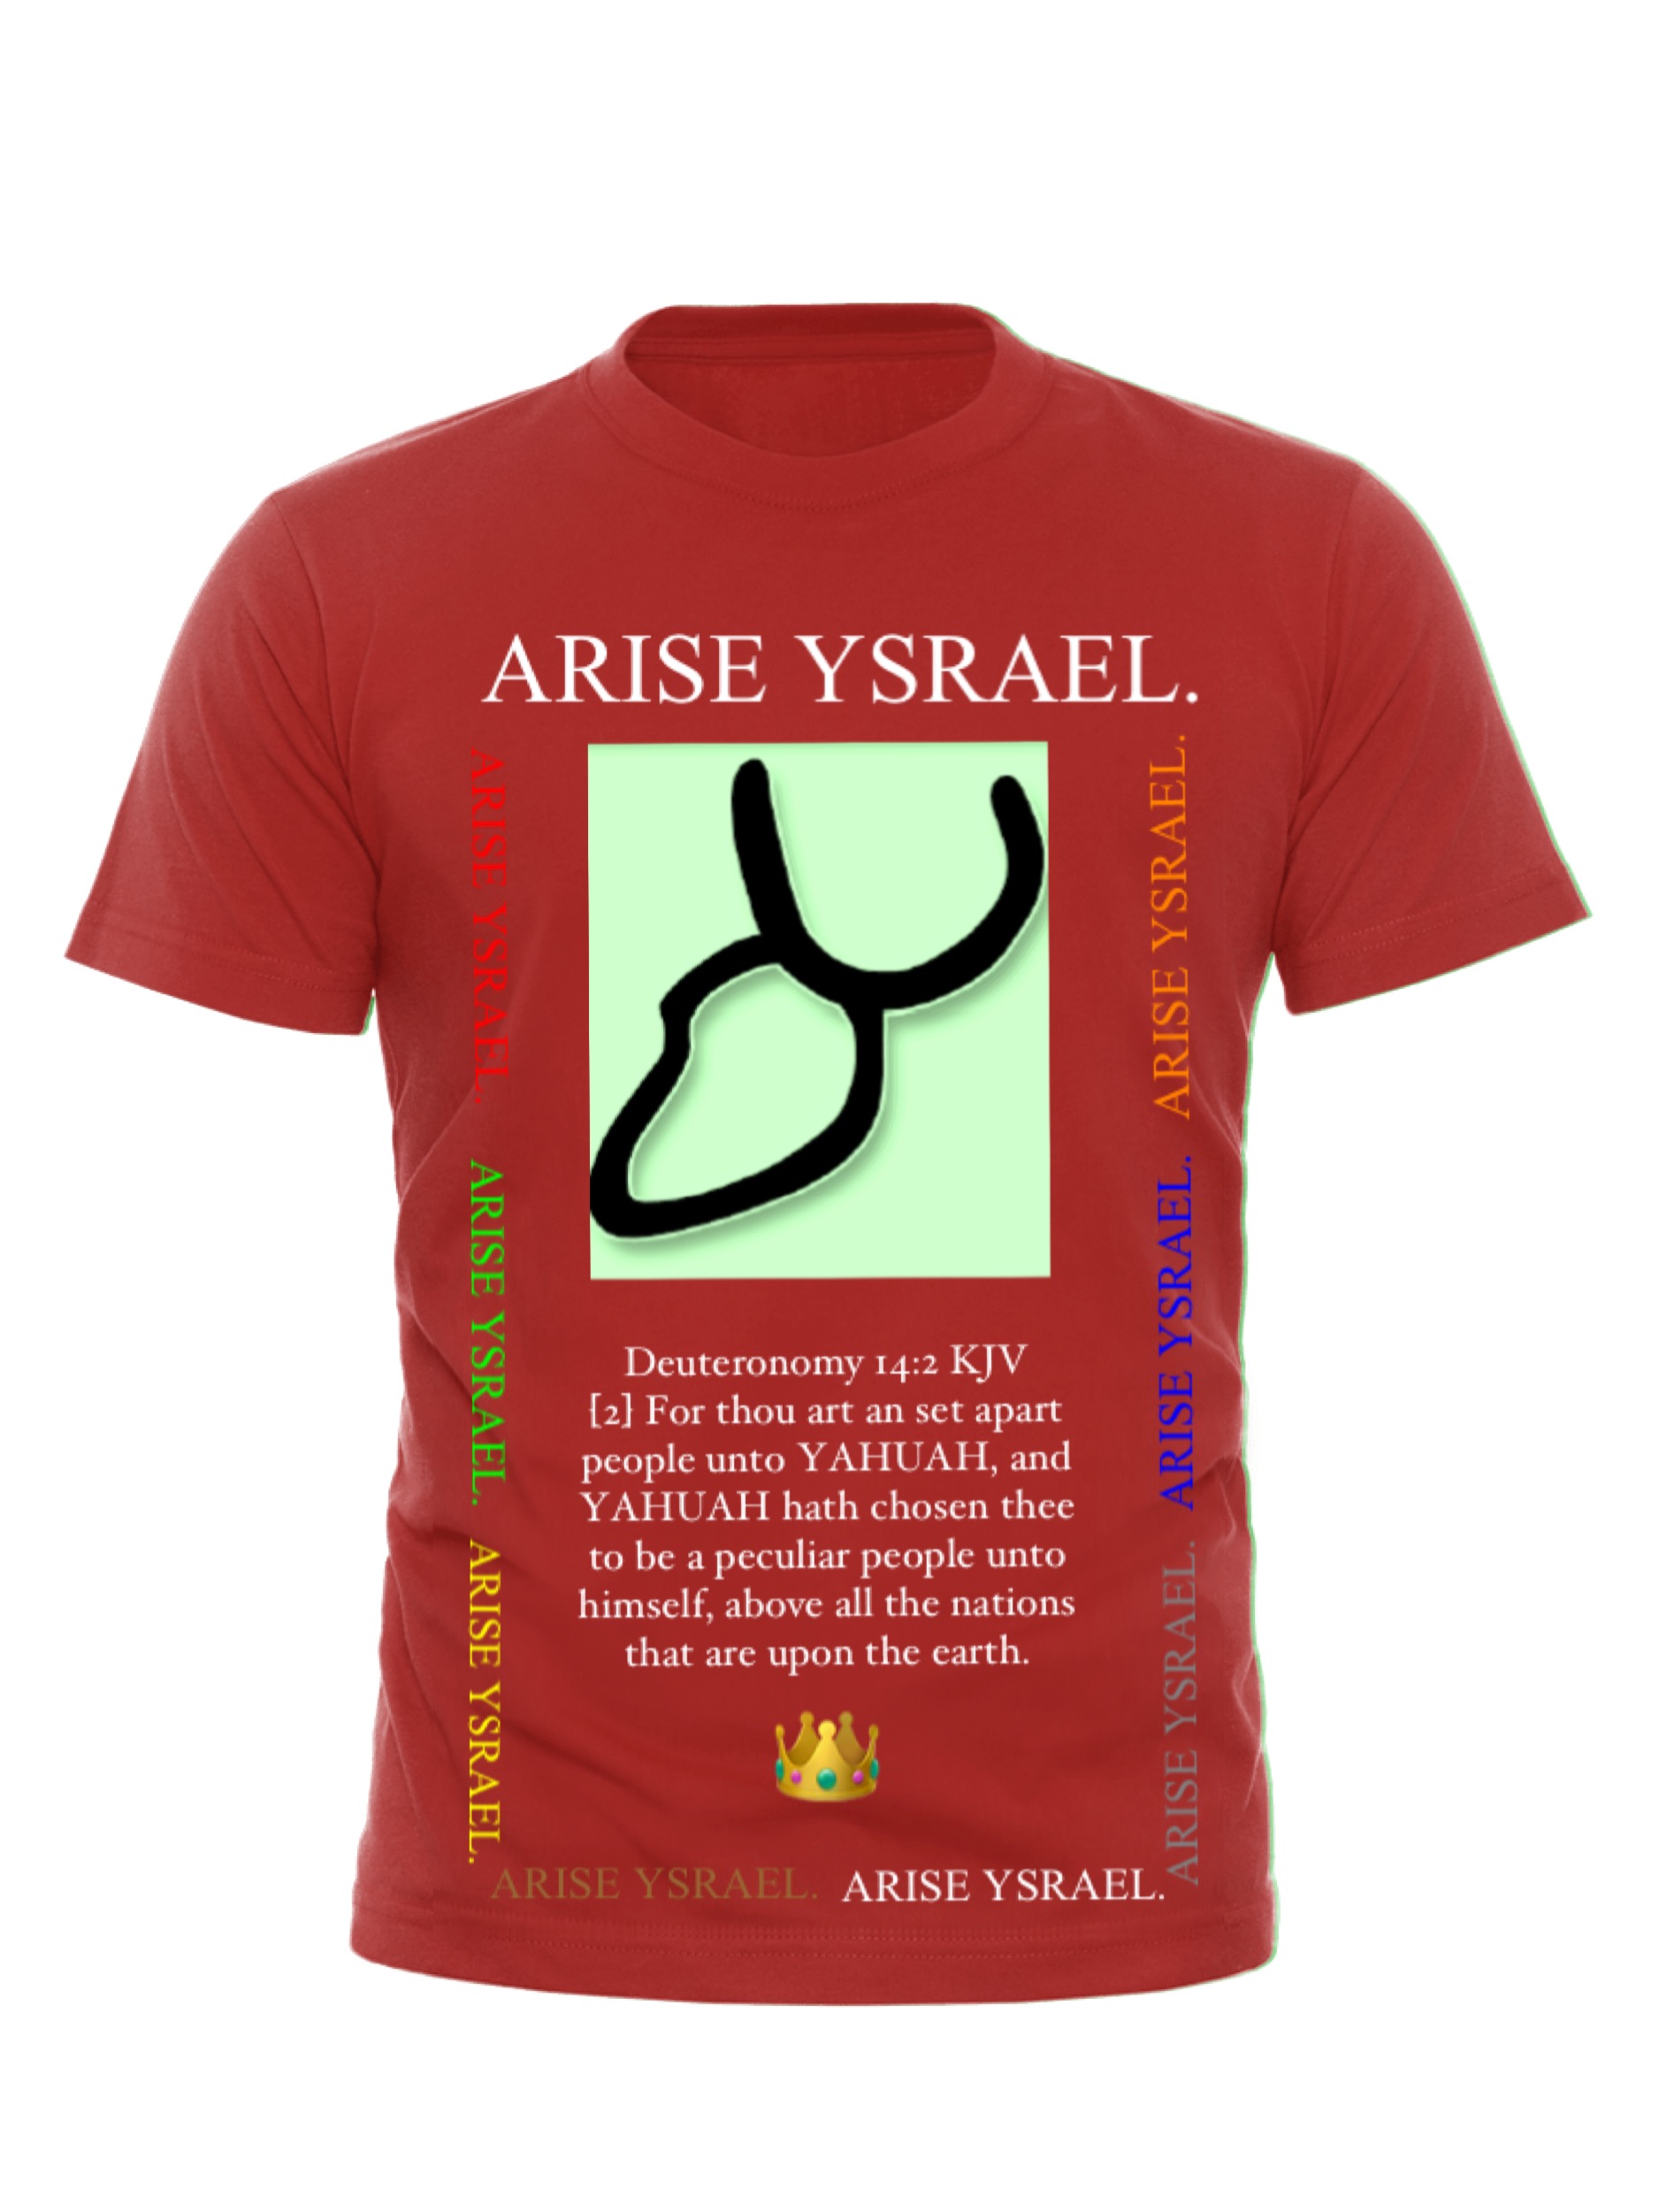 ARISE YSRAEL.
ARISE YSRAEL.
ARISE YSRAEL.
ARISE YSRAEL.
ARISE YSRAEL.
ARISE YSRAEL.
ARISE YSRAEL.
Deuteronomy 14:2 KJV
[2] For thou art an set apart
people unto YAHUAH, and
YAHUAH hath chosen thee
to be a peculiar people unto
himself, above all the nations
that are upon the earth.
ARISE YSRAEL. ARISE YSRAEL.